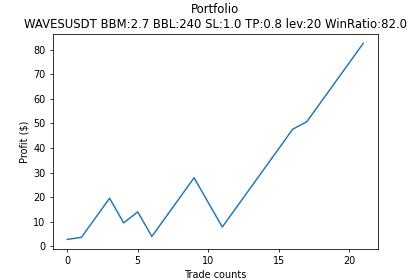 Portfolio
WAVESUSDT BBM:2.7 BBL:240 SL:1.0 TP:0.8 lev:20 WinRatio:82.0
80
70
60
50
40
30
20
10
0
Profit ($)
0 5 10 15 20
Trade counts